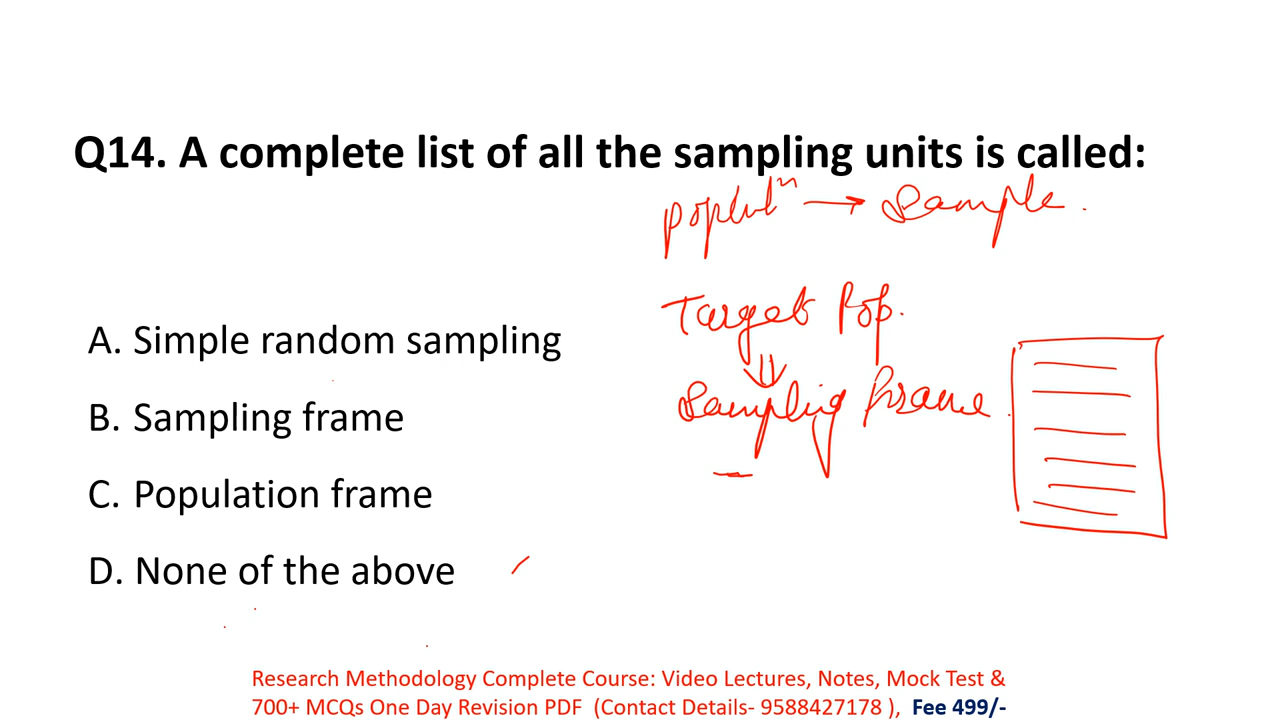 Q14. A complete list of all the sampling units is called:
Sample.
Target Pop.
Sampling frame
A. Simple random sampling
B. Sampling frame
C. Population frame
D. None of the above
Research Methodology Complete Course: Video Lectures, Notes, Mock Test &
700+ MCQs One Day Revision PDF (Contact Details- 9588427178 ), Fee 499/-